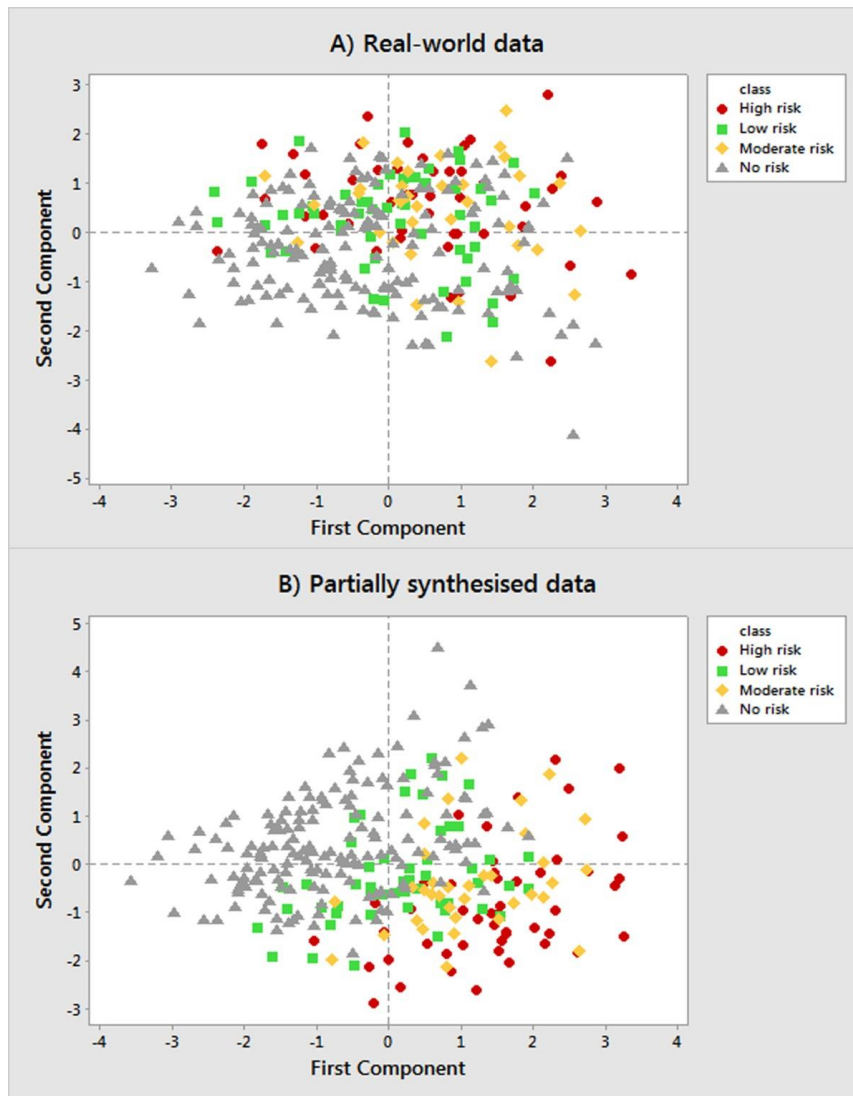 A) Real-world data
3
2
1
0
-1
-2
-3
-4
-5
Second Component
-4
-3
-2
-1
0
1
2
3
4
First Component
class
High risk
Low risk
Moderate risk
No risk
B) Partially synthesised data
5
4
3
2
1
0
-1
-2
-3
Second Component
-4
-3
-2
-1
0
1
2
3
4
First Component
class
High risk
Low risk
Moderate risk
No risk